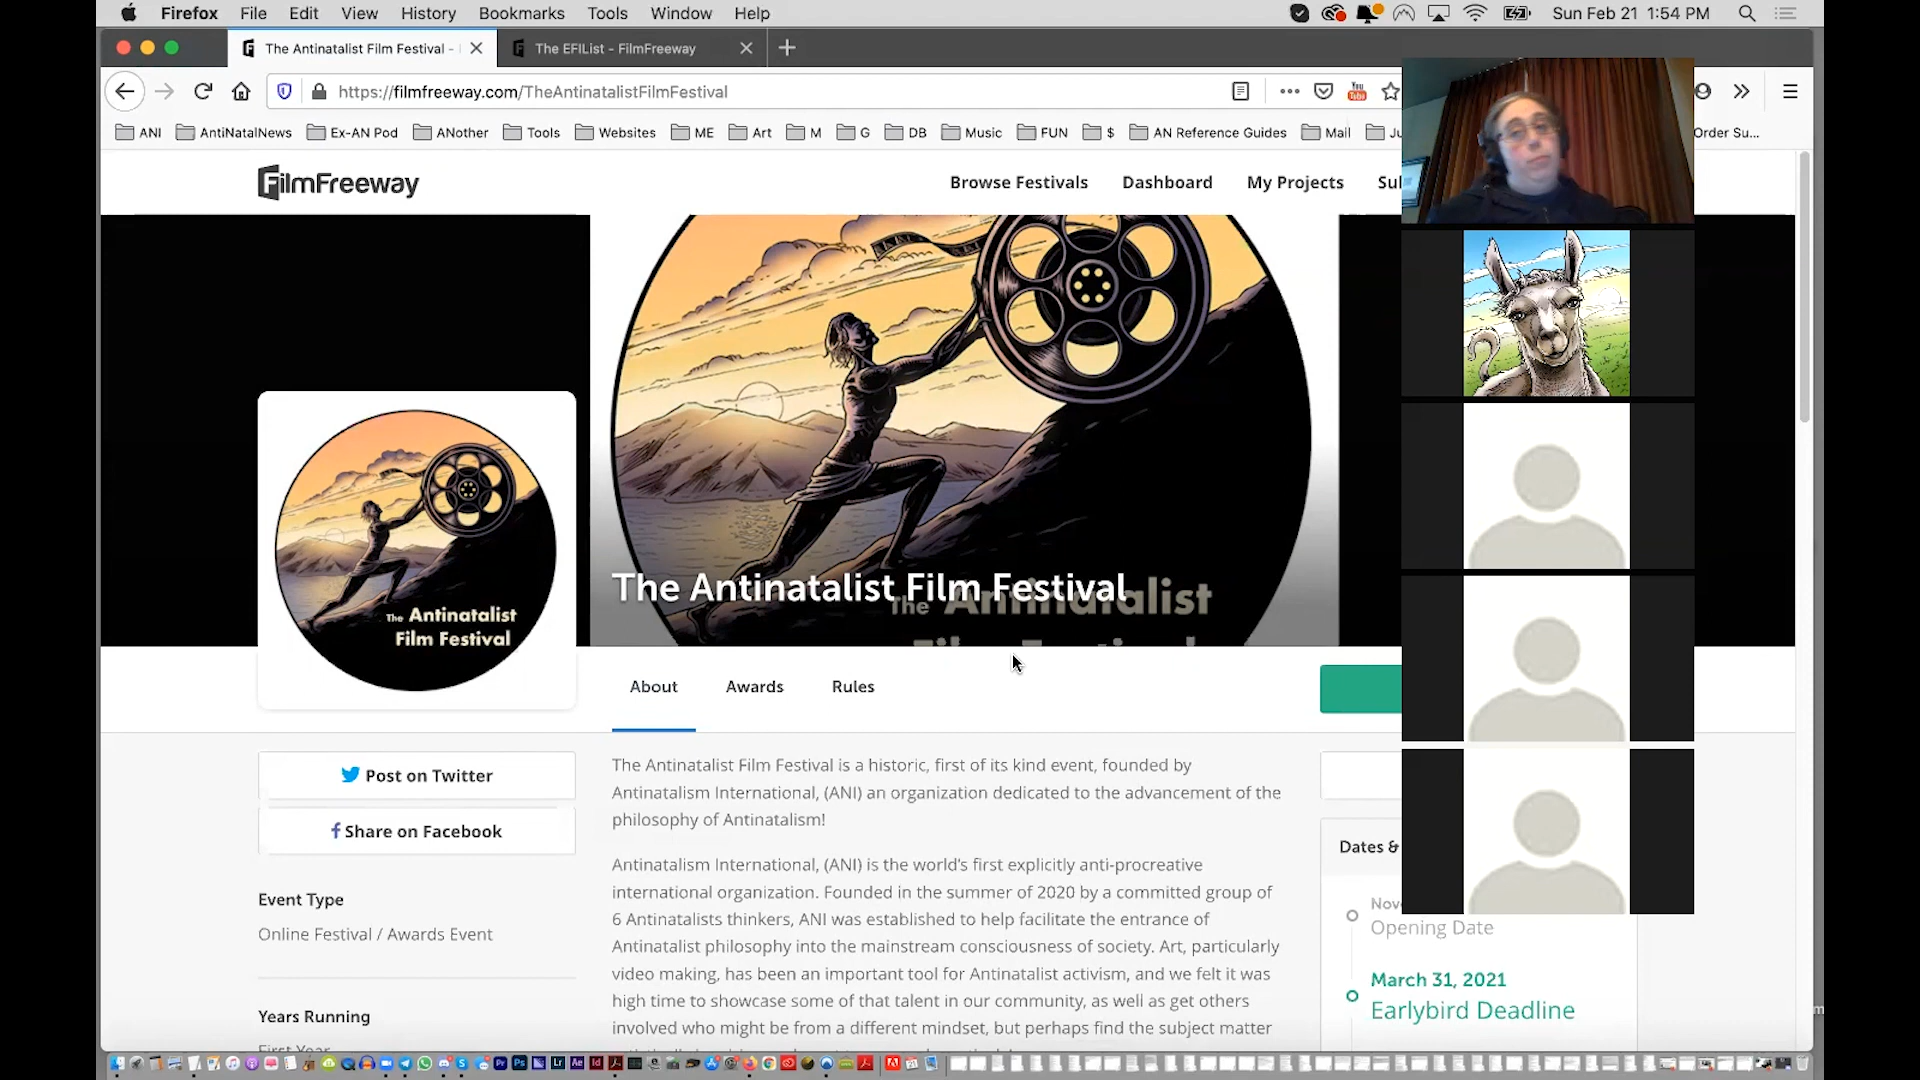 Firefox File Edit View History Bookmarks Tools Window Help Sun Feb 21 1:54 PM
The Antinatalist Film Festival - The EFIList - FilmFreeway
https://filmfreeway.com/TheAntinatalistFilmFestival
ANI AntiNatalNews Ex-AN Pod ANother Tools Websites ME Art M G DB Music FUN $ AN Reference Guides Mail Order Su...
FilmFreeway
Browse Festivals Dashboard My Projects
The Antinatalist Film Festival
The Antinatalist
The Antinatalist
Film Festival
About Awards Rules
Post on Twitter
Share on Facebook
Event Type
Online Festival / Awards Event
Years Running
First Year
The Antinatalist Film Festival is a historic, first of its kind event, founded by
Antinatalism International, (ANI) an organization dedicated to the advancement of the
philosophy of Antinatalism!
Antinatalism International, (ANI) is the world's first explicitly anti-procreative
international organization. Founded in the summer of 2020 by a committed group of
6 Antinatalists thinkers, ANI was established to help facilitate the entrance of
Antinatalist philosophy into the mainstream consciousness of society. Art, particularly
video making, has been an important tool for Antinatalist activism, and we felt it was
high time to showcase some of that talent in our community, as well as get others
involved who might be from a different mindset, but perhaps find the subject matter
Dates &
Opening Date
March 31, 2021
Earlybird Deadline